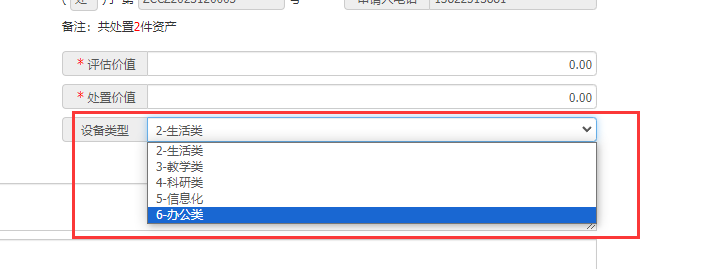 备注：共处置2件资产
* 评估价值 0.00
* 处置价值 0.00
设备类型 2-生活类
2-生活类
3-教学类
4-科研类
5-信息化
6-办公类